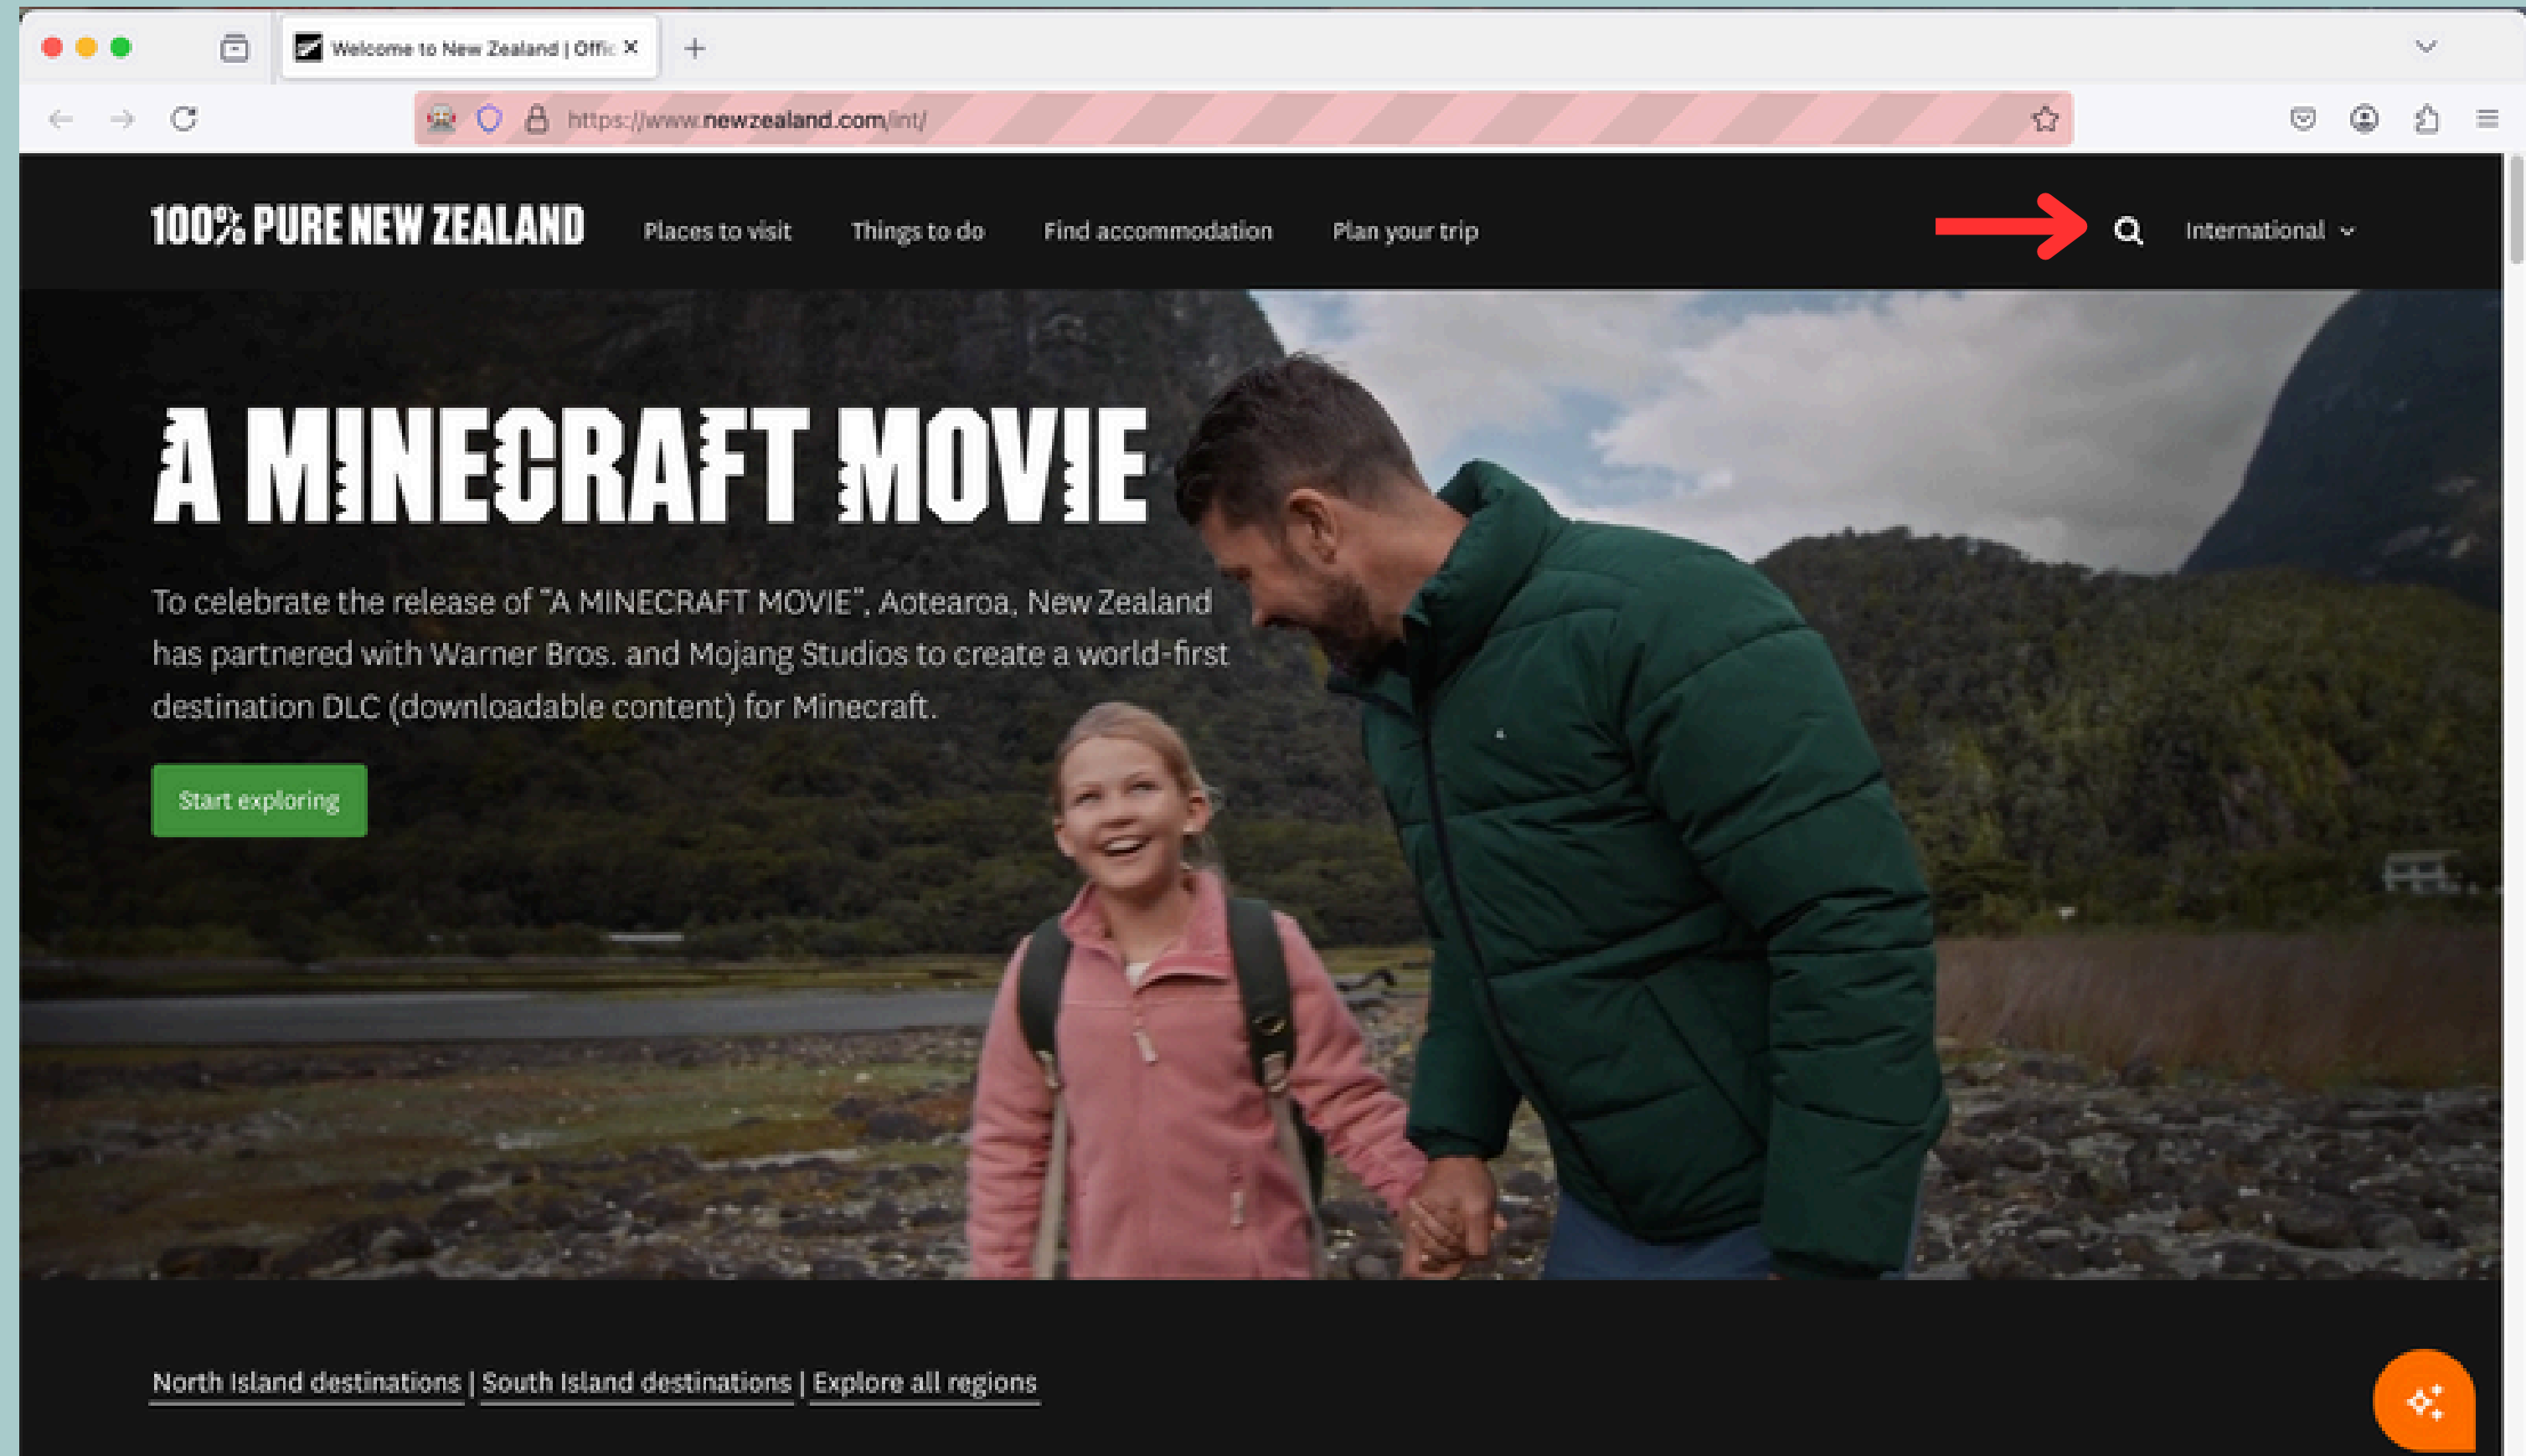 Welcome to New Zealand | Offic
https://www.newzealand.com/int/
100% PURE NEW ZEALAND Places to visit Things to do Find accommodation Plan your trip International
A MINECRAFT MOVIE
To celebrate the release of "A MINECRAFT MOVIE", Aotearoa, New Zealand
has partnered with Warner Bros. and Mojang Studios to create a world-first
destination DLC (downloadable content) for Minecraft.
Start exploring
North Island destinations | South Island destinations | Explore all regions